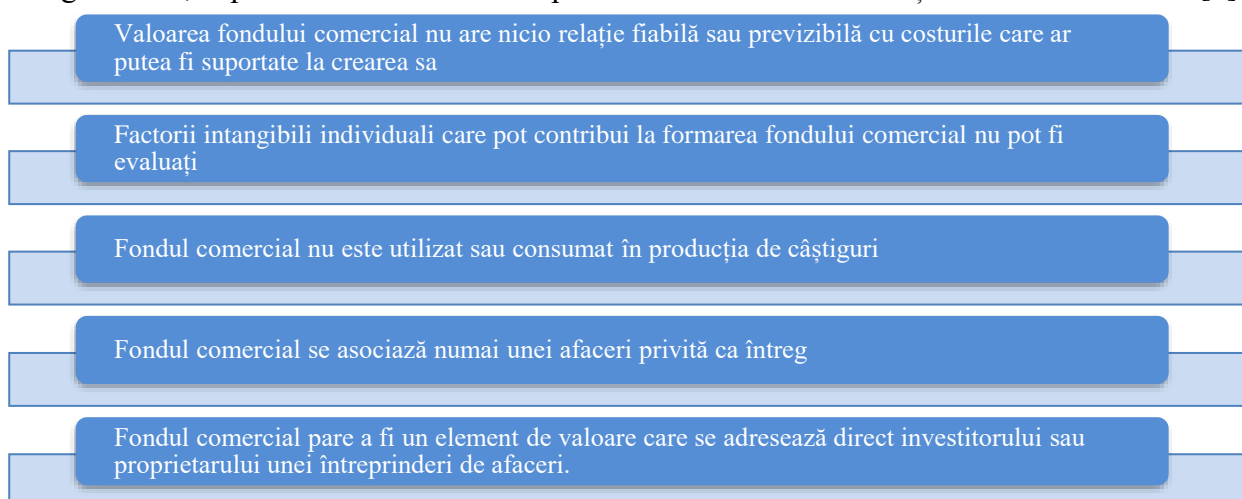 Valoarea fondului comercial nu are nicio relație fiabilă sau previzibilă cu costurile care ar
putea fi suportate la crearea sa
Factorii intangibili individuali care pot contribui la formarea fondului comercial nu pot fi
evaluați
Fondul comercial nu este utilizat sau consumat în producția de câștiguri
Fondul comercial se asociază numai unei afaceri privită ca întreg
Fondul comercial pare a fi un element de valoare care se adresează direct investitorului sau
proprietarului unei întreprinderi de afaceri.